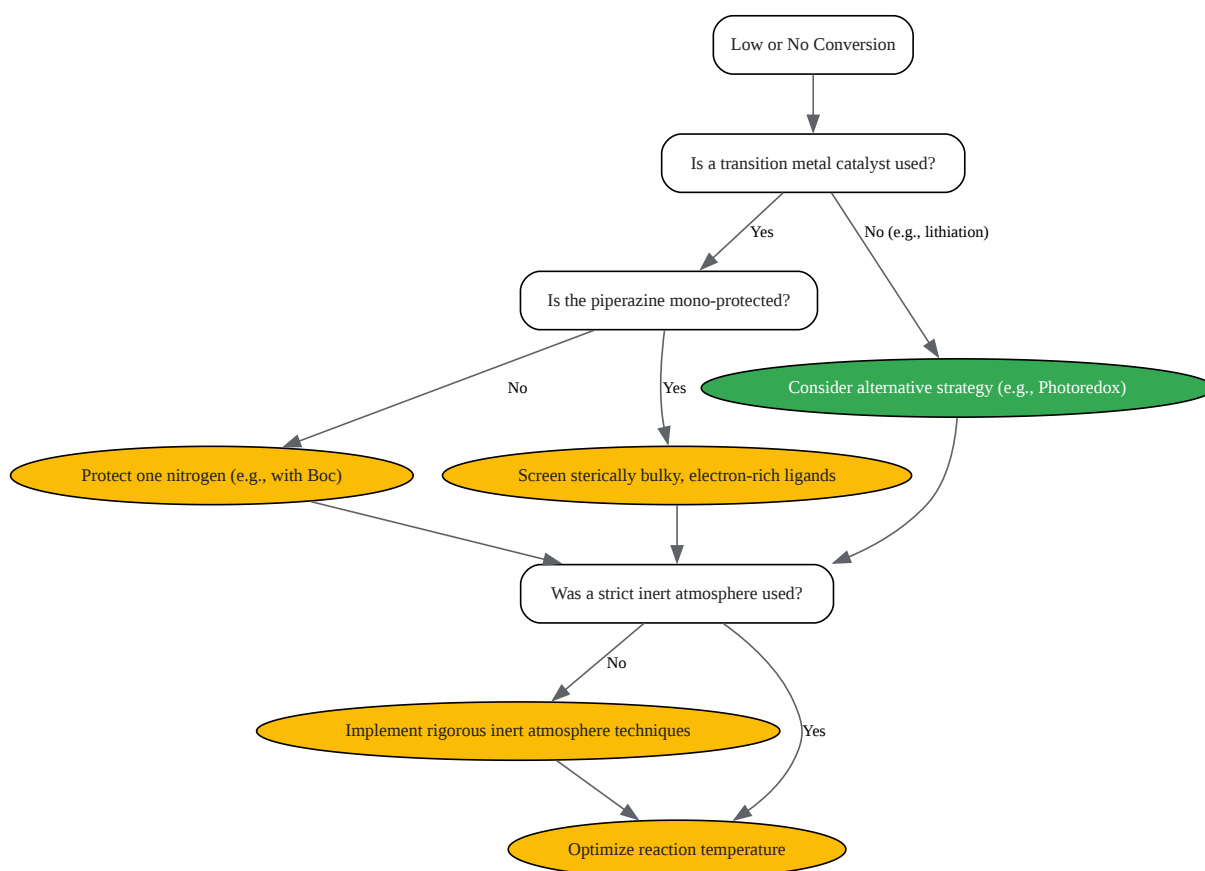 Low or No Conversion
Is a transition metal catalyst used?
Yes
No (e.g., lithiation)
Is the piperazine mono-protected?
No
Yes
Consider alternative strategy (e.g., Photoredox)
Protect one nitrogen (e.g., with Boc)
Screen sterically bulky, electron-rich ligands
Was a strict inert atmosphere used?
No
Implement rigorous inert atmosphere techniques
Yes
Optimize reaction temperature